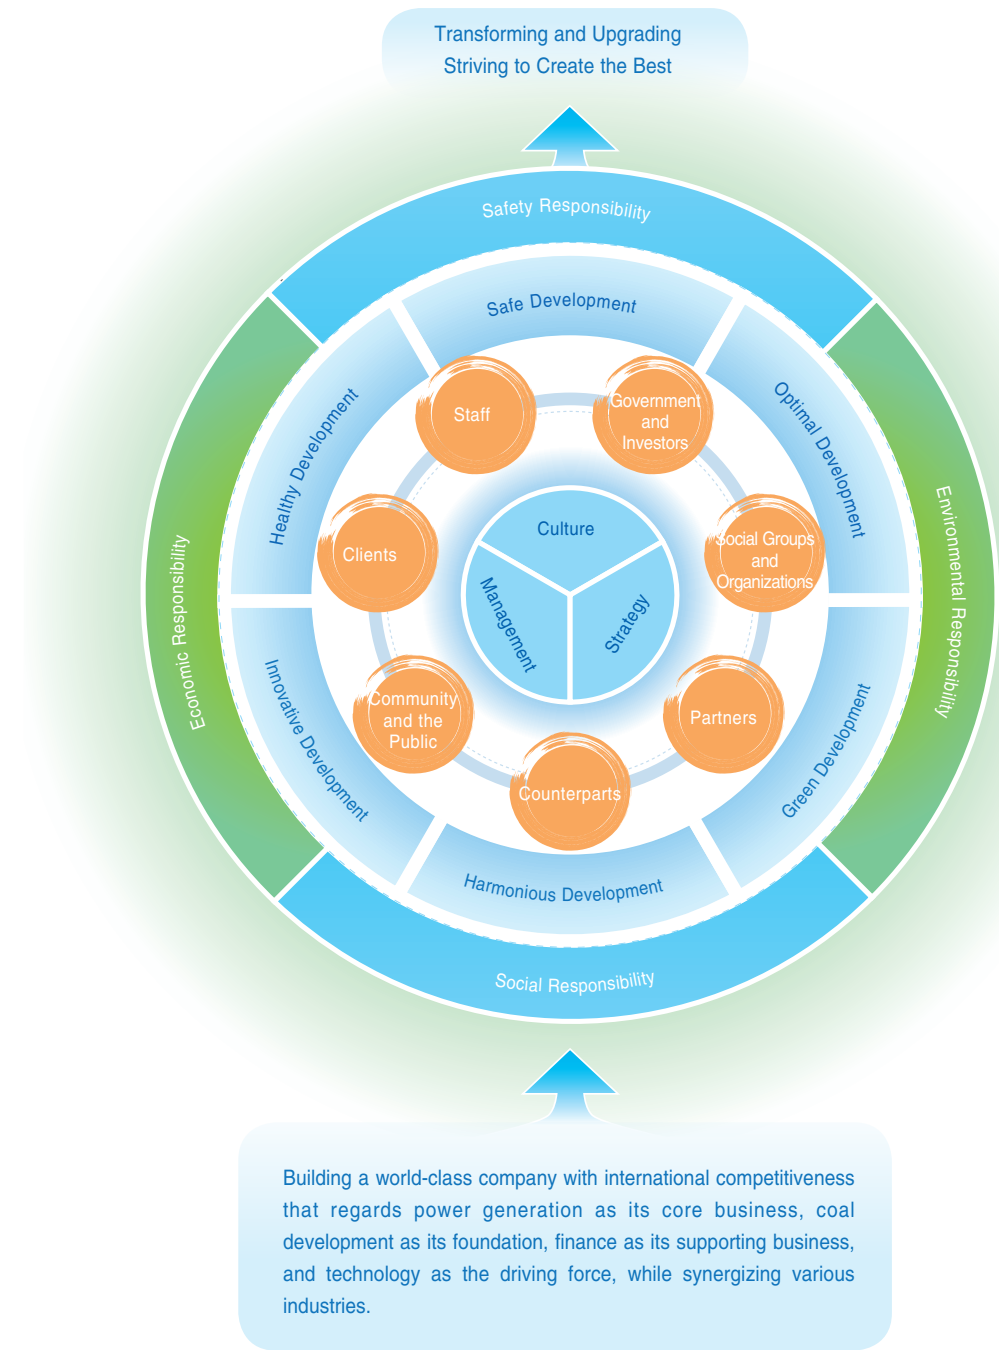 Transforming and Upgrading
Striving to Create the Best
Safety Responsibility
Safe Development
Healthy Development
Optimal Development
Economic Responsibility
Environmental Responsibility
Staff
Government
and
Investors
Clients
Social Groups
and
Organizations
Culture
Management
Strategy
Community
and the
Public
Partners
Counterparts
Innovative Development
Green Development
Harmonious Development
Social Responsibility
Building a world-class company with international competitiveness
that regards power generation as its core business, coal
development as its foundation, finance as its supporting business,
and technology as the driving force, while synergizing various
industries.